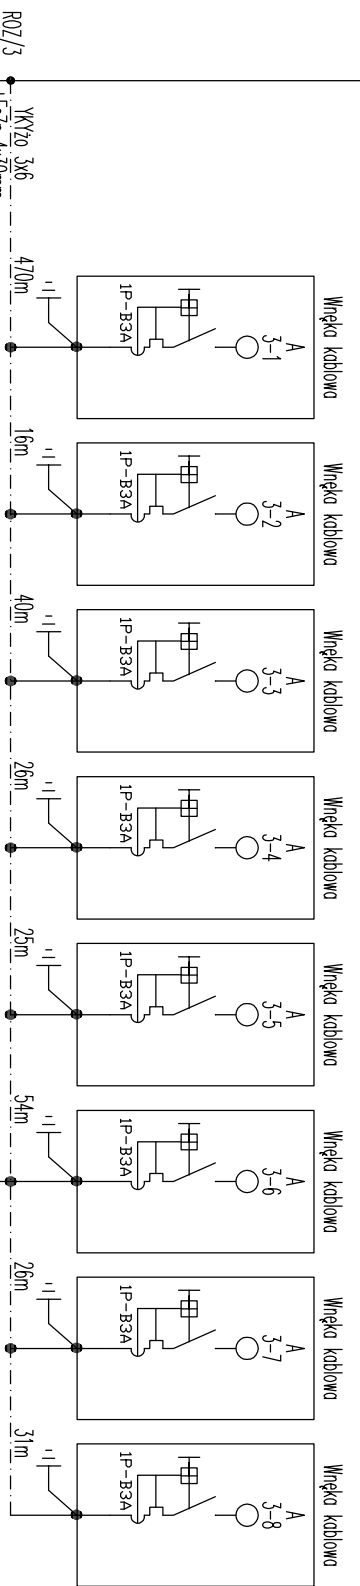 ROZ/3
YKYżo 3x6
470m
Wnęka kablowa
A
3-1
1P-B3A
16m
Wnęka kablowa
A
3-2
1P-B3A
40m
Wnęka kablowa
A
3-3
1P-B3A
26m
Wnęka kablowa
A
3-4
1P-B3A
25m
Wnęka kablowa
A
3-5
1P-B3A
54m
Wnęka kablowa
A
3-6
1P-B3A
26m
Wnęka kablowa
A
3-7
1P-B3A
31m
Wnęka kablowa
A
3-8
1P-B3A